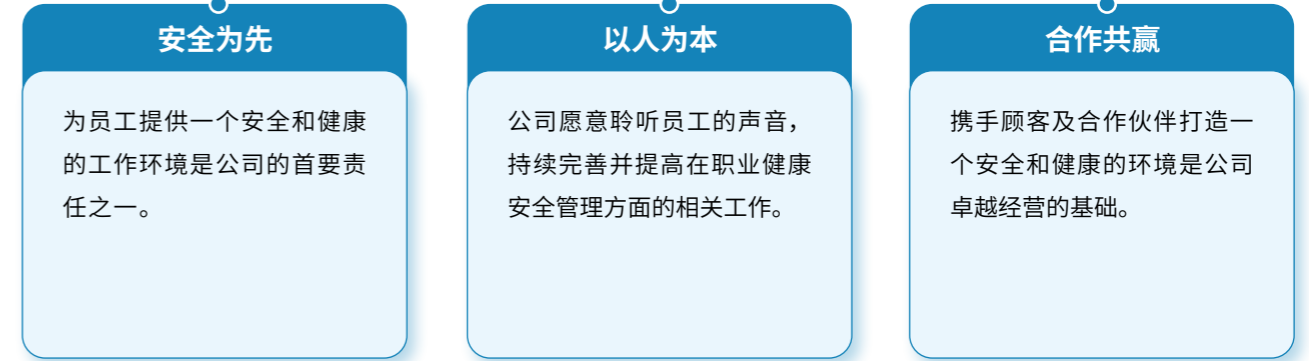 安全为先
为员工提供一个安全和健康
的工作环境是公司的首要责
任之一。
以人为本
公司愿意聆听员工的声音，
持续完善并提高在职业健康
安全管理方面的相关工作。
合作共赢
携手顾客及合作伙伴打造一
个安全和健康的环境是公司
卓越经营的基础。